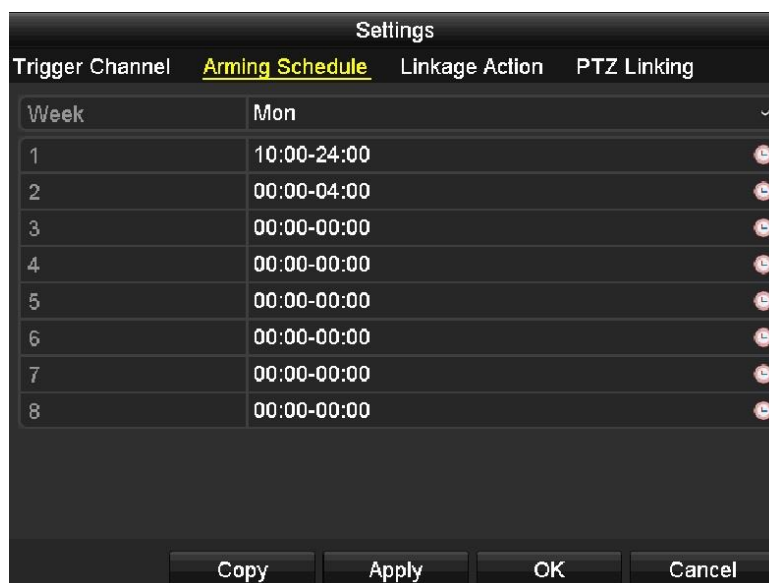 Settings
Trigger Channel Arming Schedule Linkage Action PTZ Linking
Week Mon
1 10:00-24:00
2 00:00-04:00
3 00:00-00:00
4 00:00-00:00
5 00:00-00:00
6 00:00-00:00
7 00:00-00:00
8 00:00-00:00
Copy Apply OK Cancel